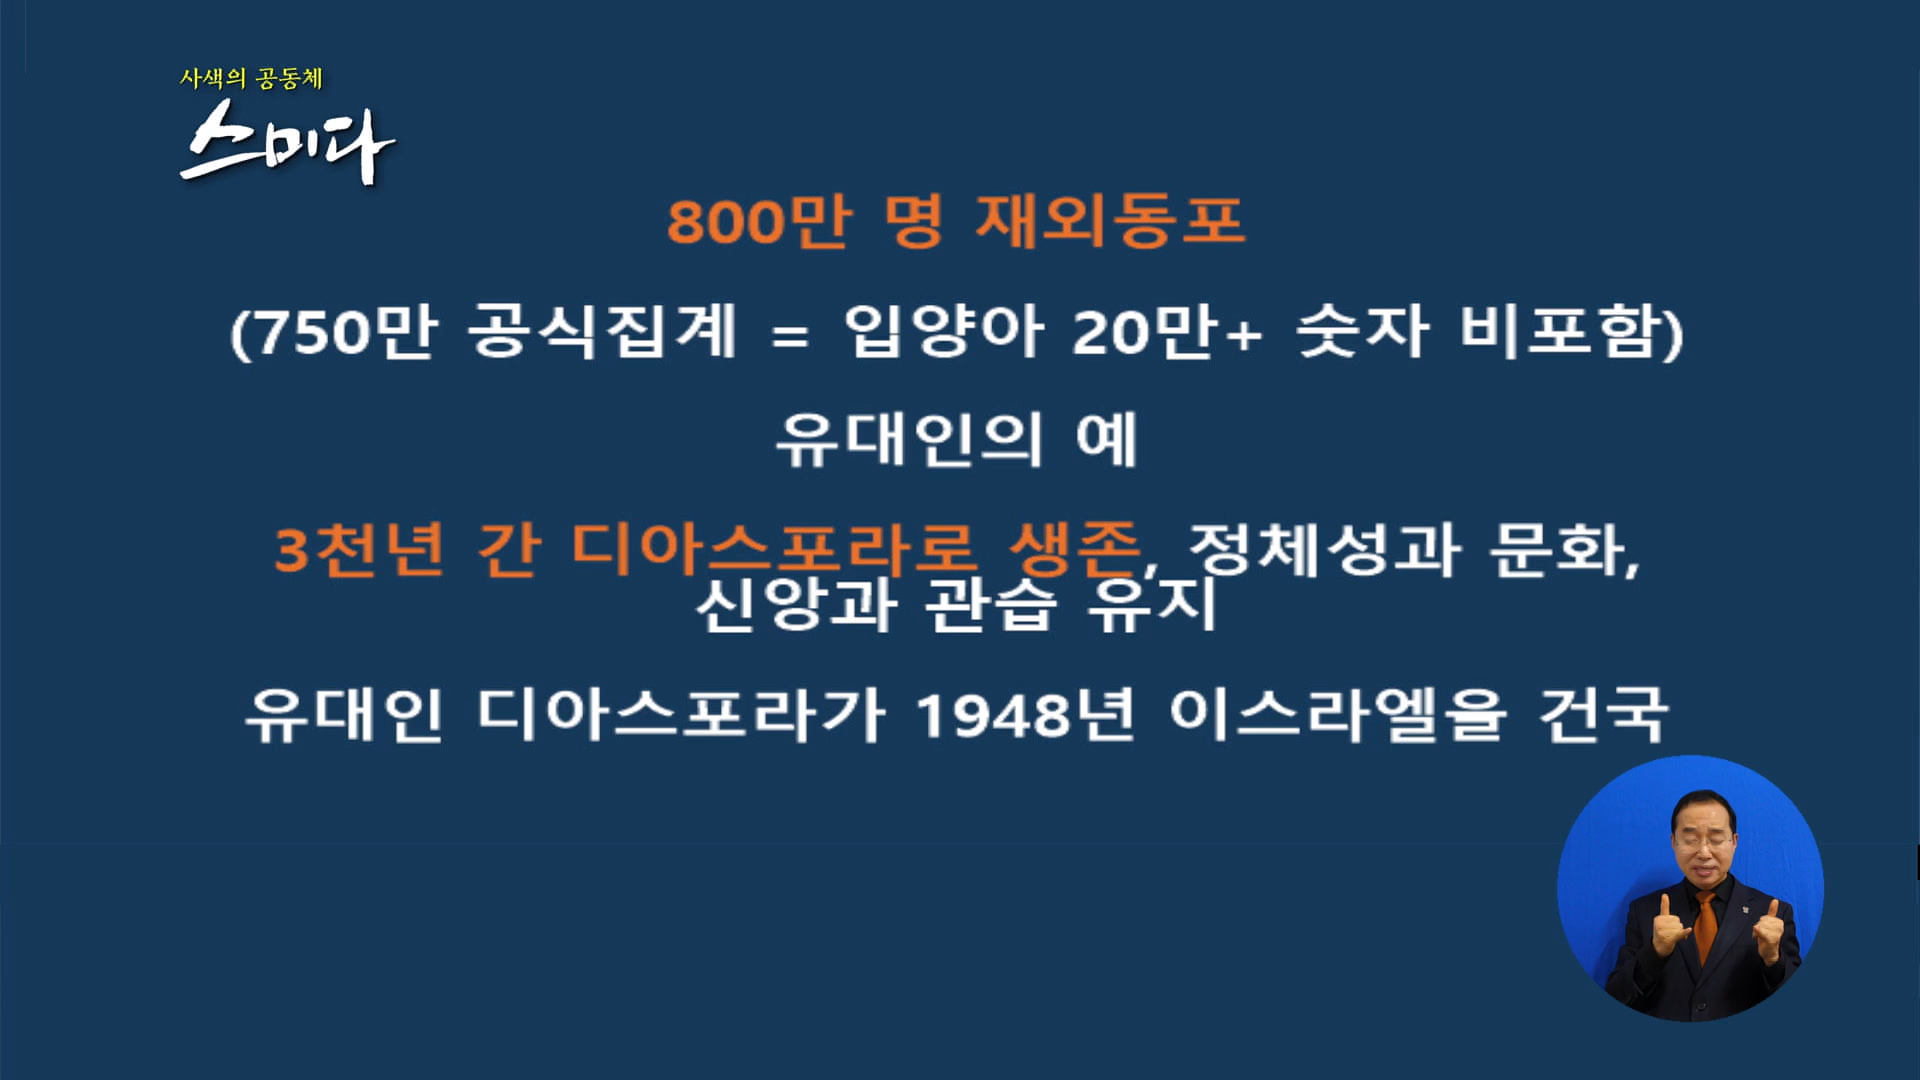 사색의 공동체
스미다
800만 명 재외동포
(750만 공식집계 = 입양아 20만+ 숫자 비포함)
유대인의 예
3천년 간 디아스포라로 생존, 정체성과 문화,
신앙과 관습 유지
유대인 디아스포라가 1948년 이스라엘을 건국